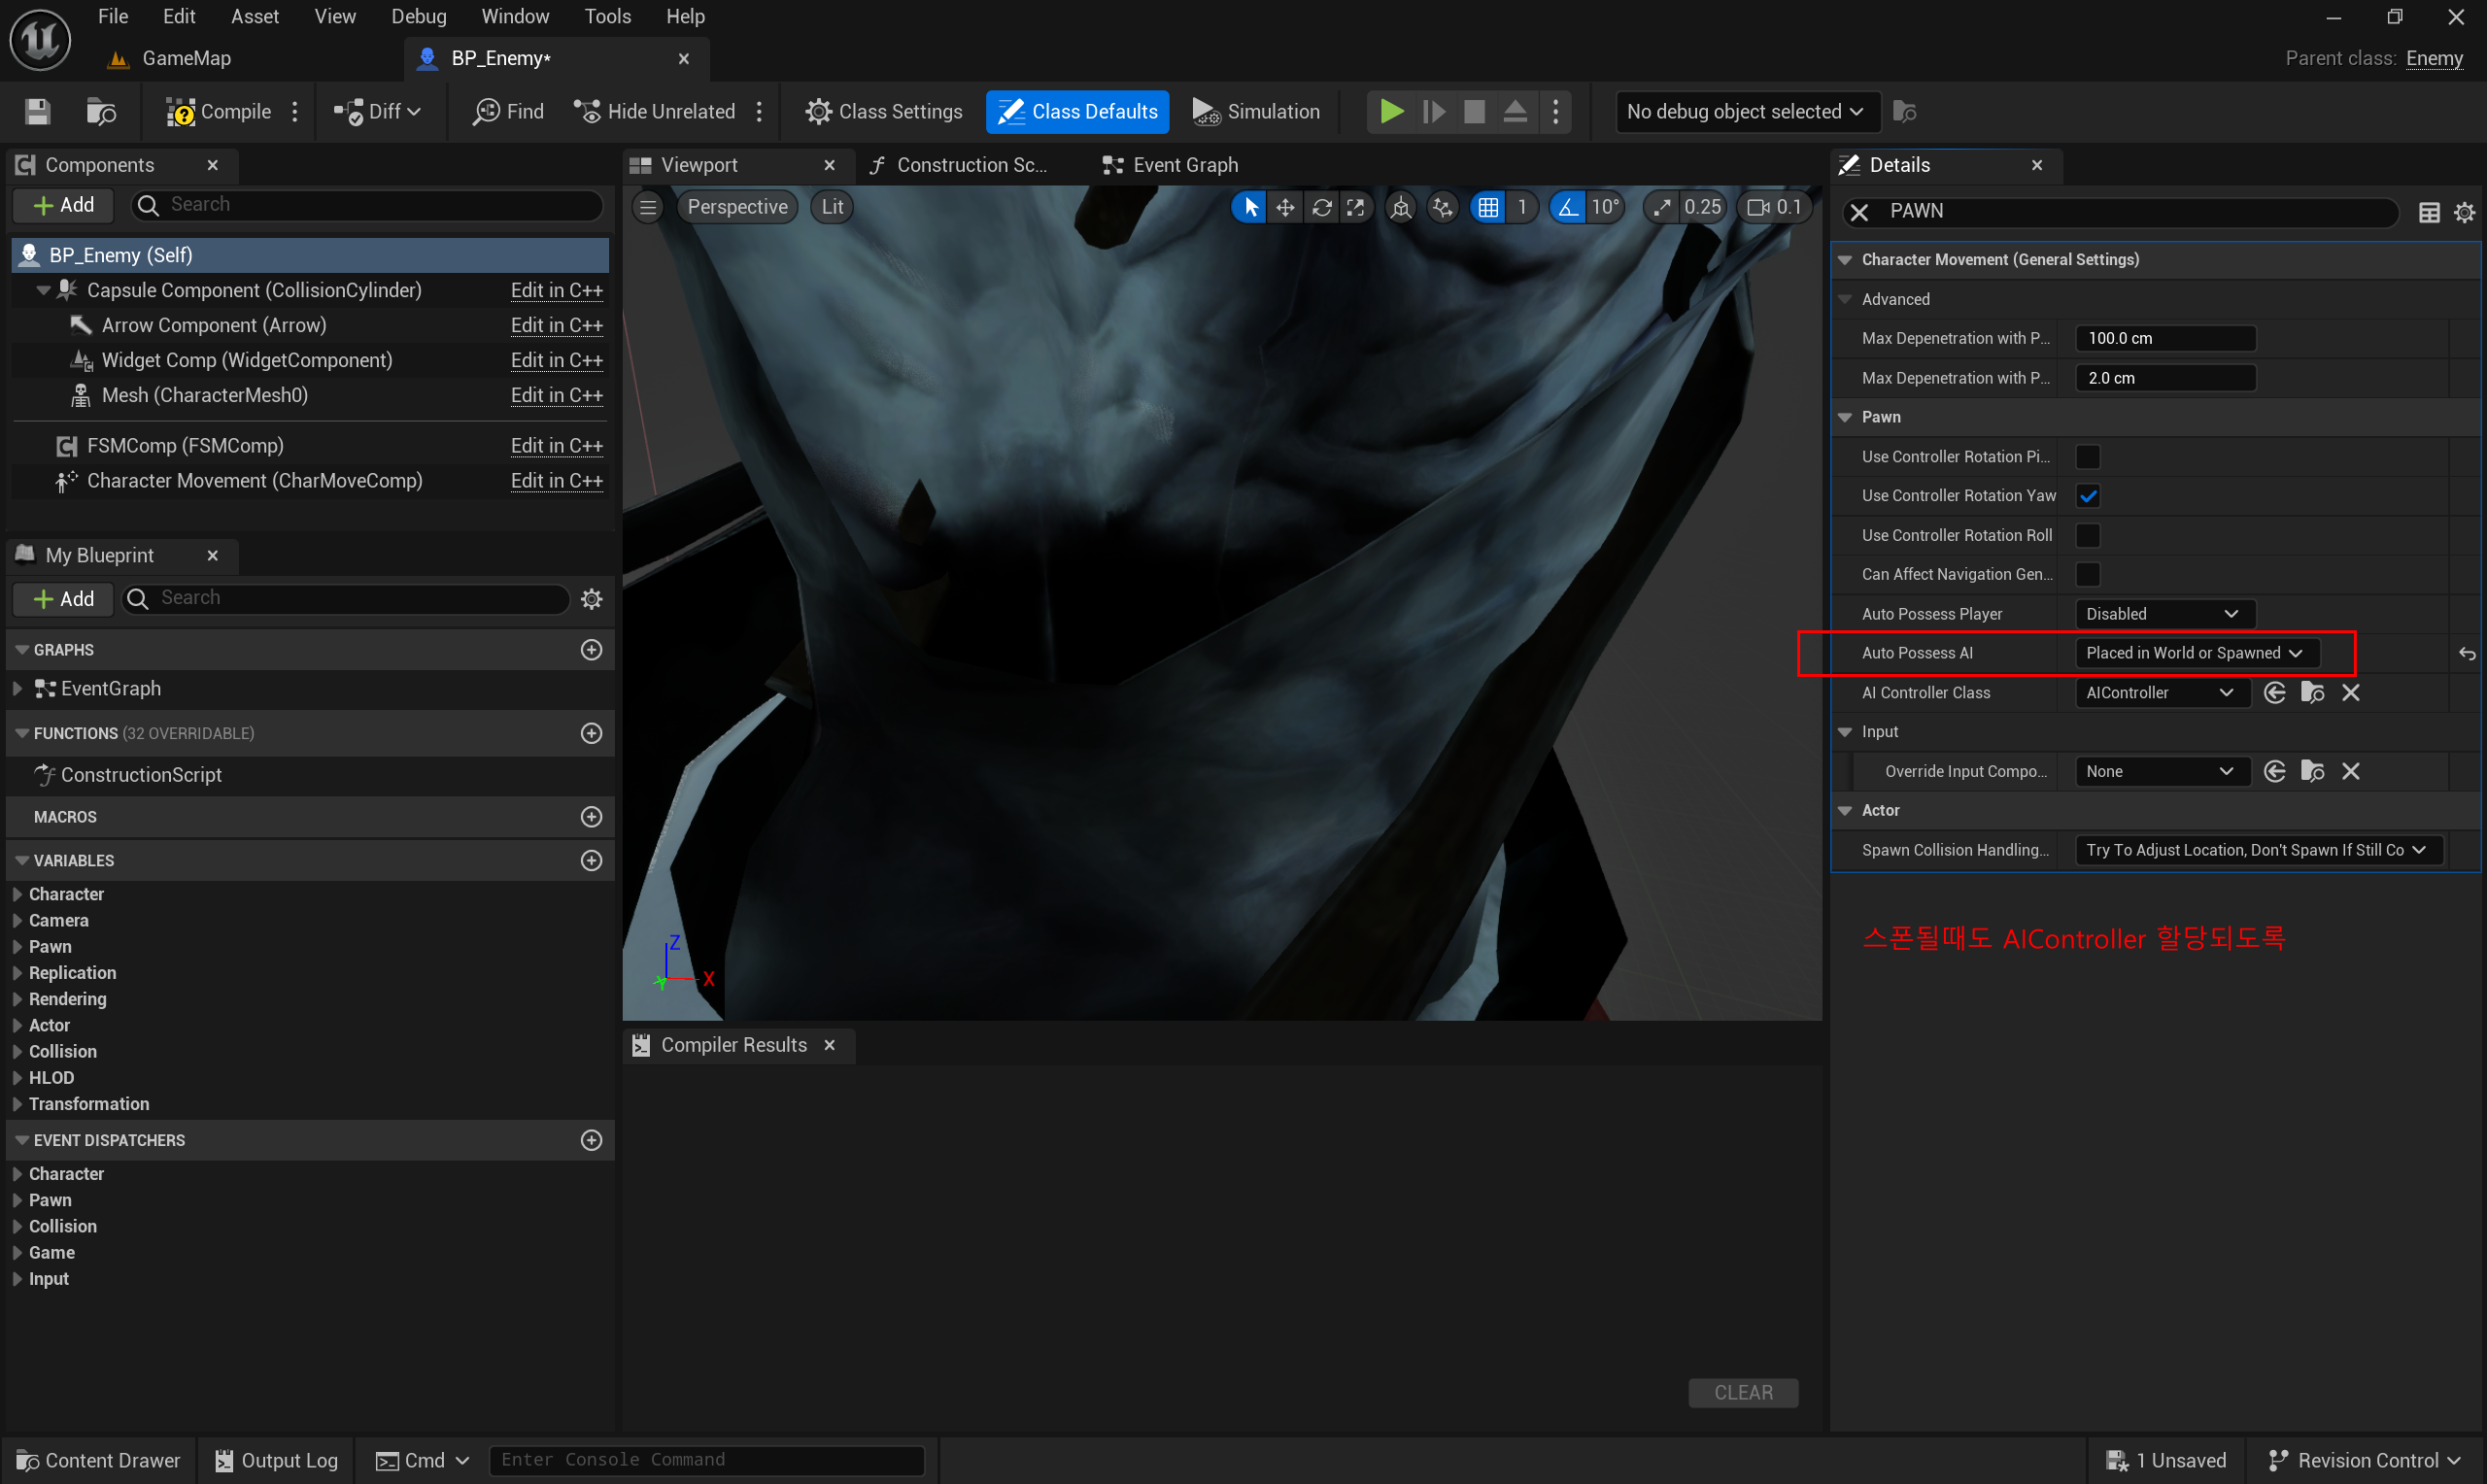 File Edit Asset View Debug Window Tools Help
GameMap
BP_Enemy*
Parent class: Enemy
Compile
Diff
Find
Hide Unrelated
Class Settings
Class Defaults
Simulation
No debug object selected
Components
Add
Search
BP_Enemy (Self)
Capsule Component (CollisionCylinder) Edit in C++
Arrow Component (Arrow) Edit in C++
Widget Comp (WidgetComponent) Edit in C++
Mesh (CharacterMesh0) Edit in C++
FSMComp (FSMComp) Edit in C++
Character Movement (CharMoveComp) Edit in C++
My Blueprint
Add
Search
GRAPHS
EventGraph
FUNCTIONS (32 OVERRIDABLE)
ConstructionScript
MACROS
VARIABLES
Character
Camera
Pawn
Replication
Rendering
Actor
Collision
HLOD
Transformation
EVENT DISPATCHERS
Character
Pawn
Collision
Game
Input
Viewport
Construction Sc...
Event Graph
Perspective
Lit
1
10°
0.25
0.1
Z
X
Y
Compiler Results
CLEAR
Details
PAWN
Character Movement (General Settings)
Advanced
Max Depenetration with P... 100.0 cm
Max Depenetration with P... 2.0 cm
Pawn
Use Controller Rotation Pi...
Use Controller Rotation Yaw
Use Controller Rotation Roll
Can Affect Navigation Gen...
Auto Possess Player Disabled
Auto Possess AI Placed in World or Spawned
AI Controller Class AIController
Input
Override Input Compo... None
Actor
Spawn Collision Handling... Try To Adjust Location, Don't Spawn If Still Co
스폰될때도 AIController 할당되도록
Content Drawer
Output Log
Cmd
Enter Console Command
1 Unsaved
Revision Control